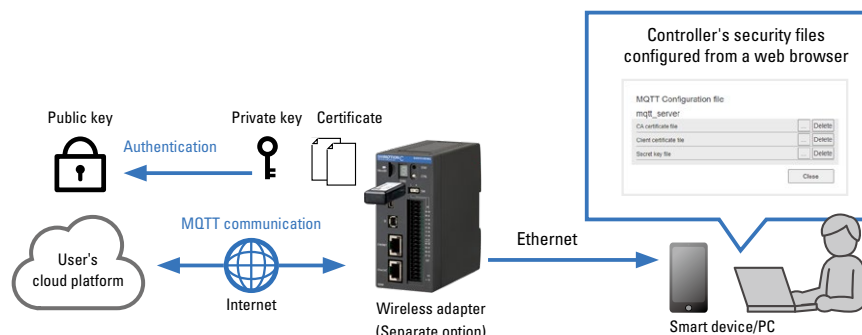 Controller's security files
configured from a web browser
MQTT Configuration file
mqtt_server
CA certificate file ... Delete
Client certificate file ... Delete
Secret key file ... Delete
Close
Public key
Private key
Certificate
Authentication
MQTT communication
User's
cloud platform
Internet
Ethernet
Wireless adapter
(Separate option)
Smart device/PC